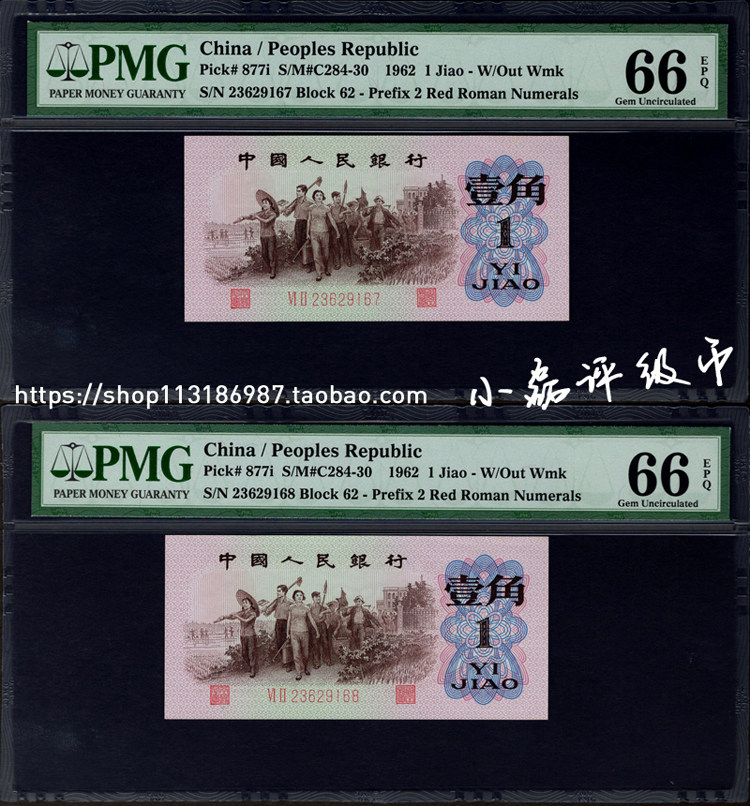 PMG
PAPER MONEY GUARANTY
China / Peoples Republic
Pick# 877i S/M#C284-30 1962 1 Jiao - W/Out Wmk
S/N 23629167 Block 62 - Prefix 2 Red Roman Numerals
66
EPQ
Gem Uncirculated
中國人民銀行
壹角
1
YI
JIAO
VI II 23629167
小磊评级币
https://shop113186987.taobao.com
PMG
PAPER MONEY GUARANTY
China / Peoples Republic
Pick# 877i S/M#C284-30 1962 1 Jiao - W/Out Wmk
S/N 23629168 Block 62 - Prefix 2 Red Roman Numerals
66
EPQ
Gem Uncirculated
中國人民銀行
壹角
1
YI
JIAO
VI II 23629168